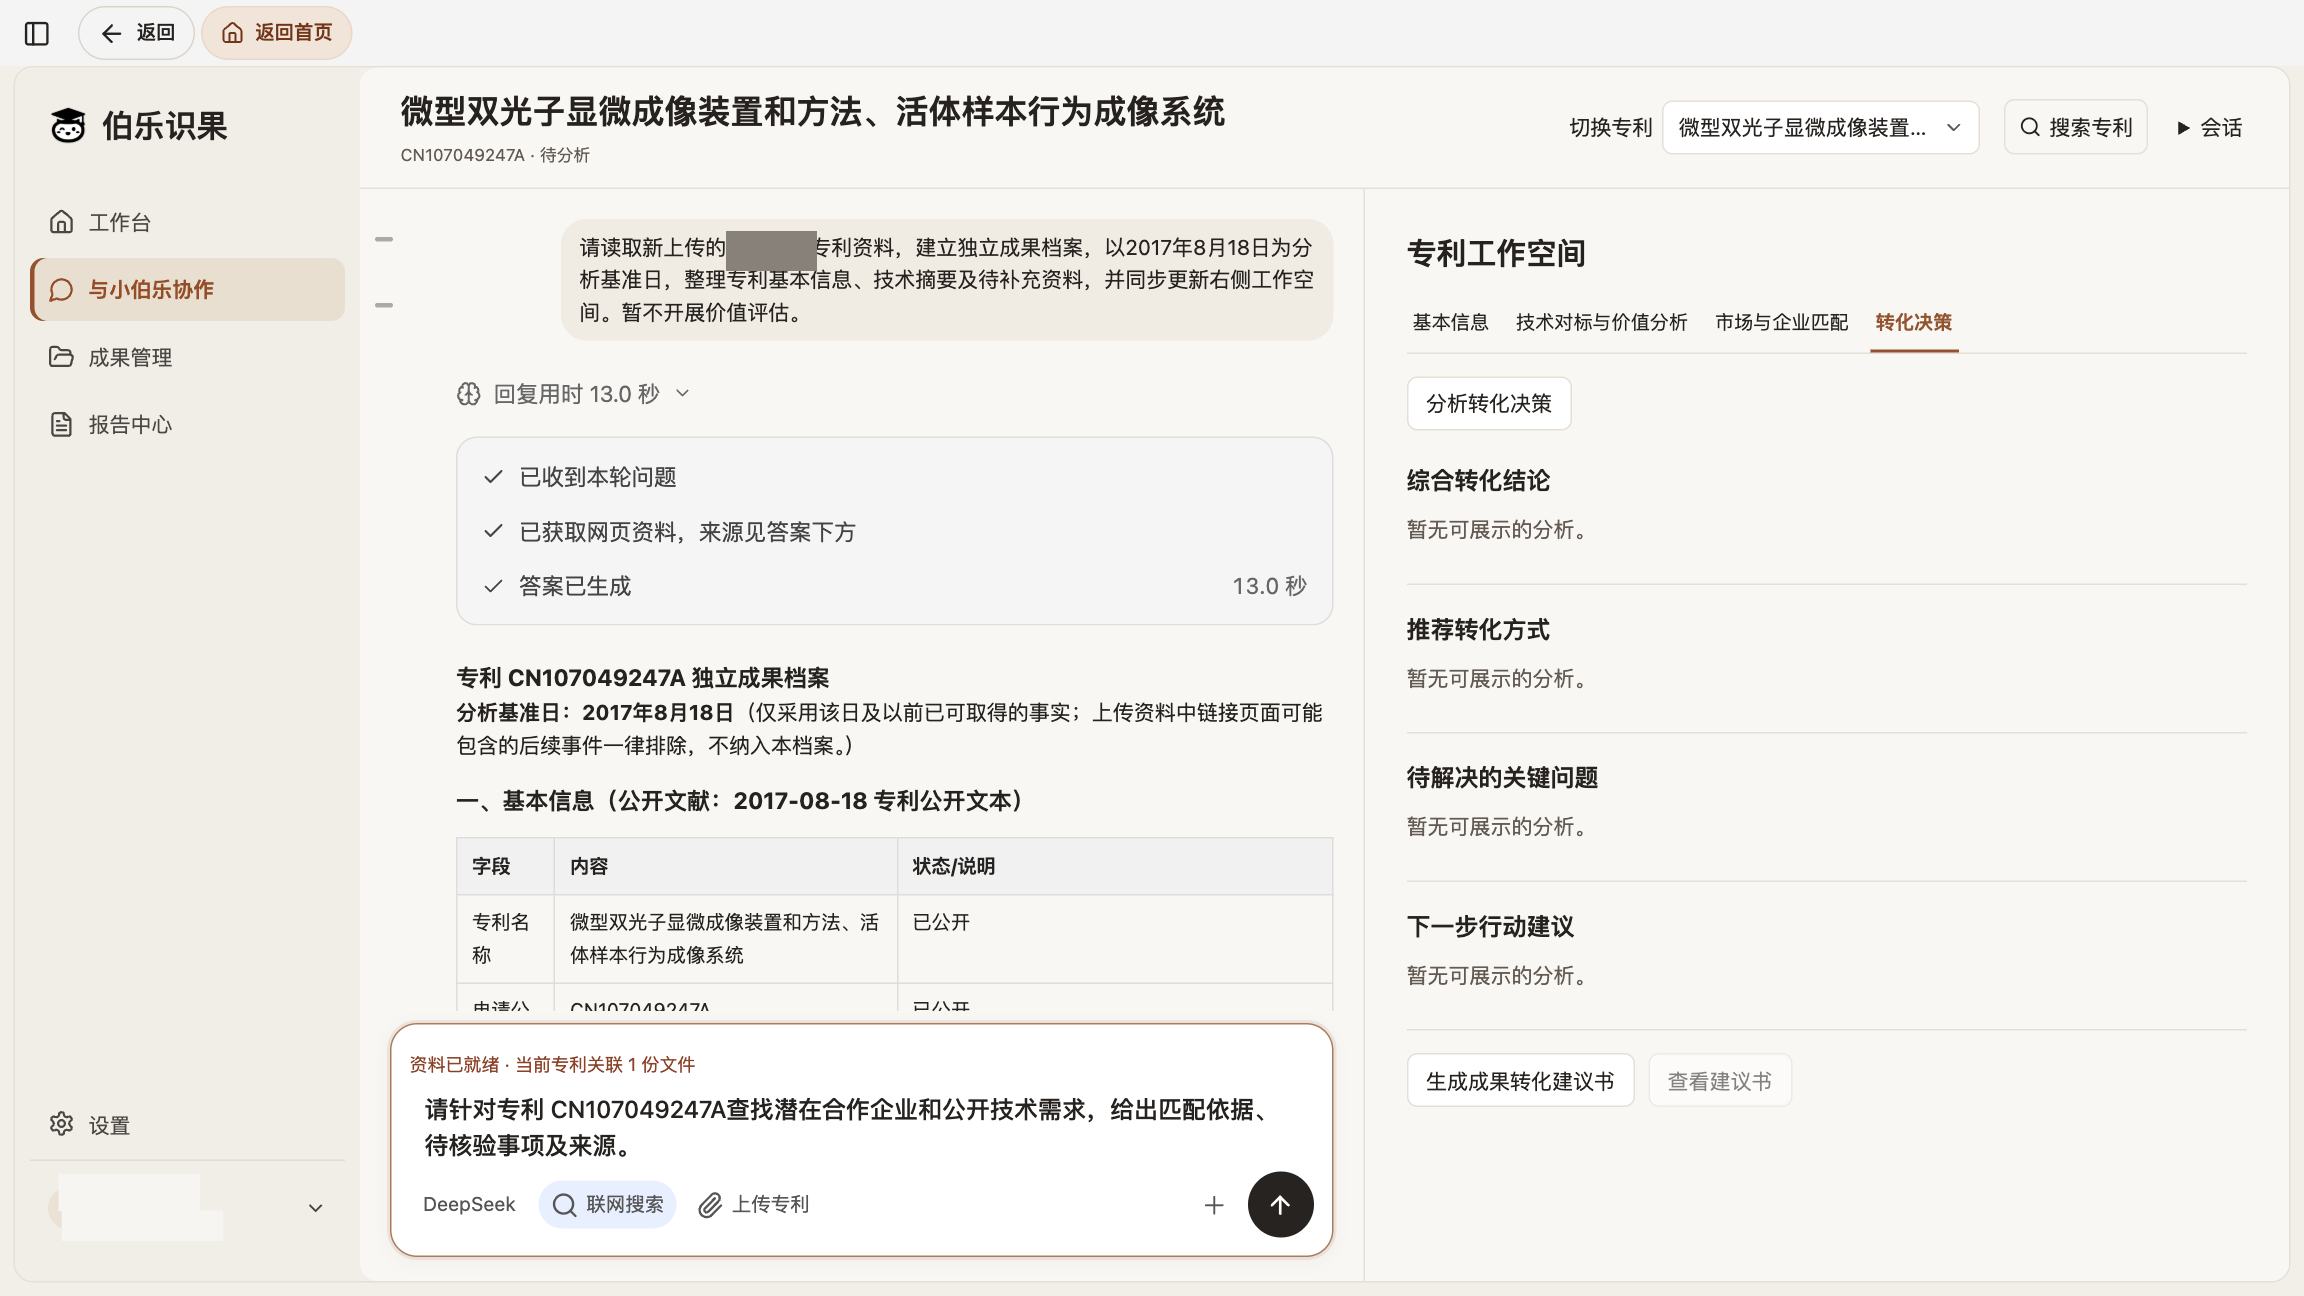 返回
返回首页
伯乐识果
工作台
与小伯乐协作
成果管理
报告中心
设置
微型双光子显微成像装置和方法、活体样本行为成像系统
CN107049247A · 待分析
切换专利
微型双光子显微成像装置...
搜索专利
会话
请读取新上传的专利资料，建立独立成果档案，以2017年8月18日为分
析基准日，整理专利基本信息、技术摘要及待补充资料，并同步更新右侧工作空
间。暂不开展价值评估。
回复用时 13.0 秒
已收到本轮问题
已获取网页资料，来源见答案下方
答案已生成
13.0 秒
专利 CN107049247A 独立成果档案
分析基准日：2017年8月18日（仅采用该日及以前已可取得的事实；上传资料中链接页面可能
包含的后续事件一律排除，不纳入本档案。）
一、基本信息（公开文献：2017-08-18 专利公开文本）
字段 内容 状态/说明
专利名 微型双光子显微成像装置和方法、活 已公开
称 体样本行为成像系统
申请公 CN107049247A 已公开
资料已就绪 · 当前专利关联 1 份文件
请针对专利 CN107049247A查找潜在合作企业和公开技术需求，给出匹配依据、
待核验事项及来源。
DeepSeek
联网搜索
上传专利
专利工作空间
基本信息 技术对标与价值分析 市场与企业匹配 转化决策
分析转化决策
综合转化结论
暂无可展示的分析。
推荐转化方式
暂无可展示的分析。
待解决的关键问题
暂无可展示的分析。
下一步行动建议
暂无可展示的分析。
生成成果转化建议书
查看建议书